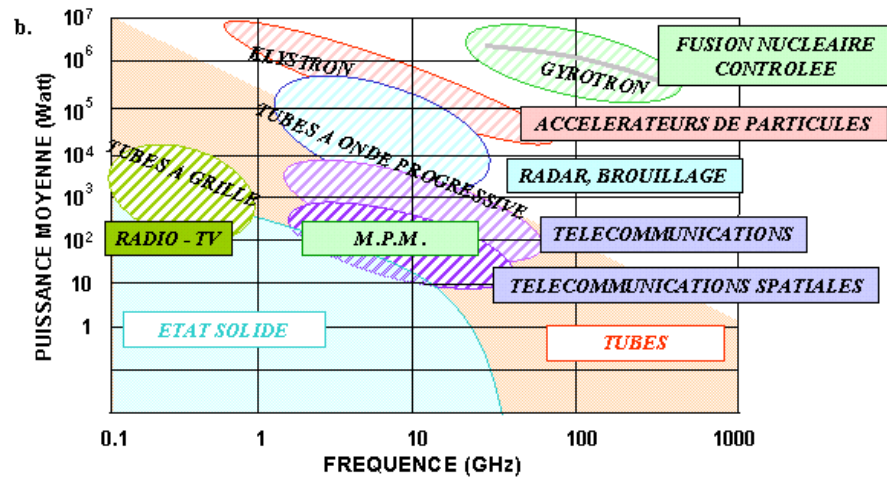 b.
PUISSANCE MOYENNE (Watt)
10⁷
10⁶
10⁵
10⁴
10³
10²
10
1
KLYSTRON
GYROTRON
FUSION NUCLEAIRE
CONTROLEE
TUBES A ONDE PROGRESSIVE
ACCELERATEURS DE PARTICULES
TUBES A GRILLE
RADAR, BROUILLAGE
RADIO - TV
M.P.M.
TELECOMMUNICATIONS
TELECOMMUNICATIONS SPATIALES
ETAT SOLIDE
TUBES
0.1
1
10
100
1000
FREQUENCE (GHz)